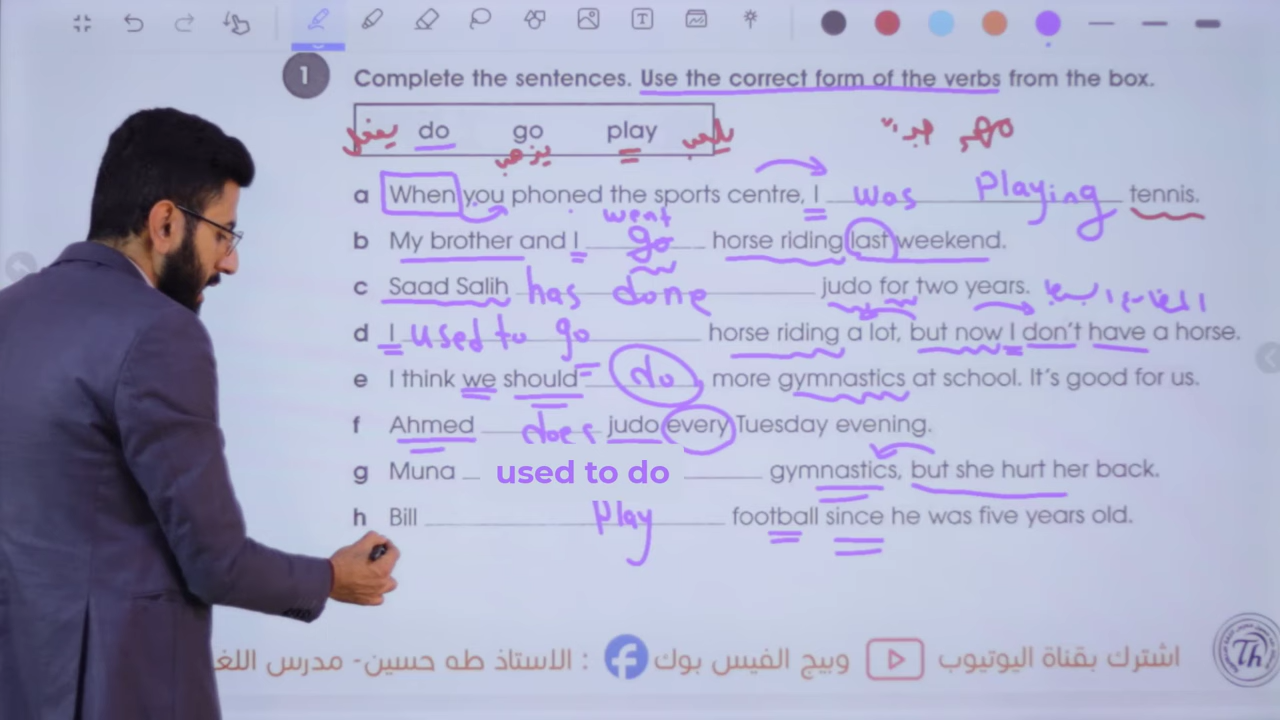 1 Complete the sentences. Use the correct form of the verbs from the box.
يفعل do go play يلعب
يذهب
a When you phoned the sports centre, I was playing tennis.
went
b My brother and I go horse riding last weekend.
c Saad Salih has done judo for two years.
d I used to go horse riding a lot, but now I don't have a horse.
e I think we should do more gymnastics at school. It's good for us.
f Ahmed does judo every Tuesday evening.
g Muna used to do gymnastics, but she hurt her back.
h Bill play football since he was five years old.
اشترك بقناة اليوتيوب وبيج الفيس بوك : الاستاذ طه حسين- مدرس اللغ
Th